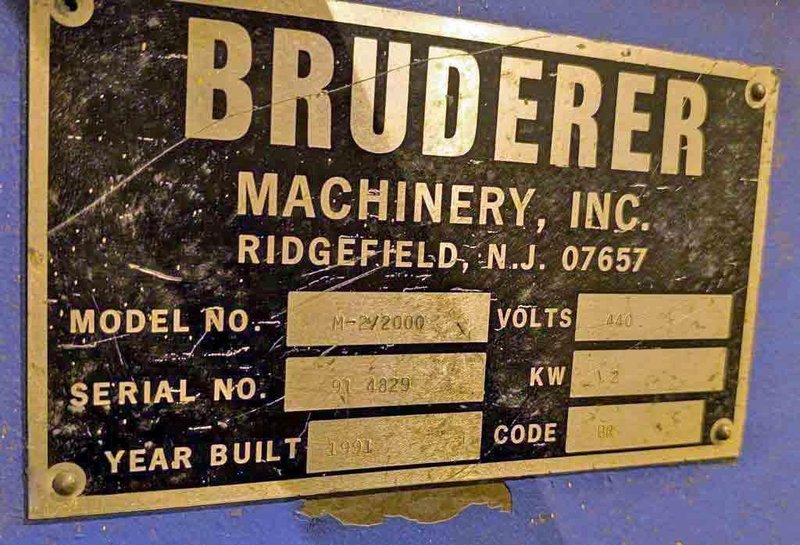 BRUDERER
MACHINERY, INC.
RIDGEFIELD, N.J. 07657
MODEL NO. M-2/2000 VOLTS 440
SERIAL NO. 91 4829 KW 2
YEAR BUILT 1991 CODE